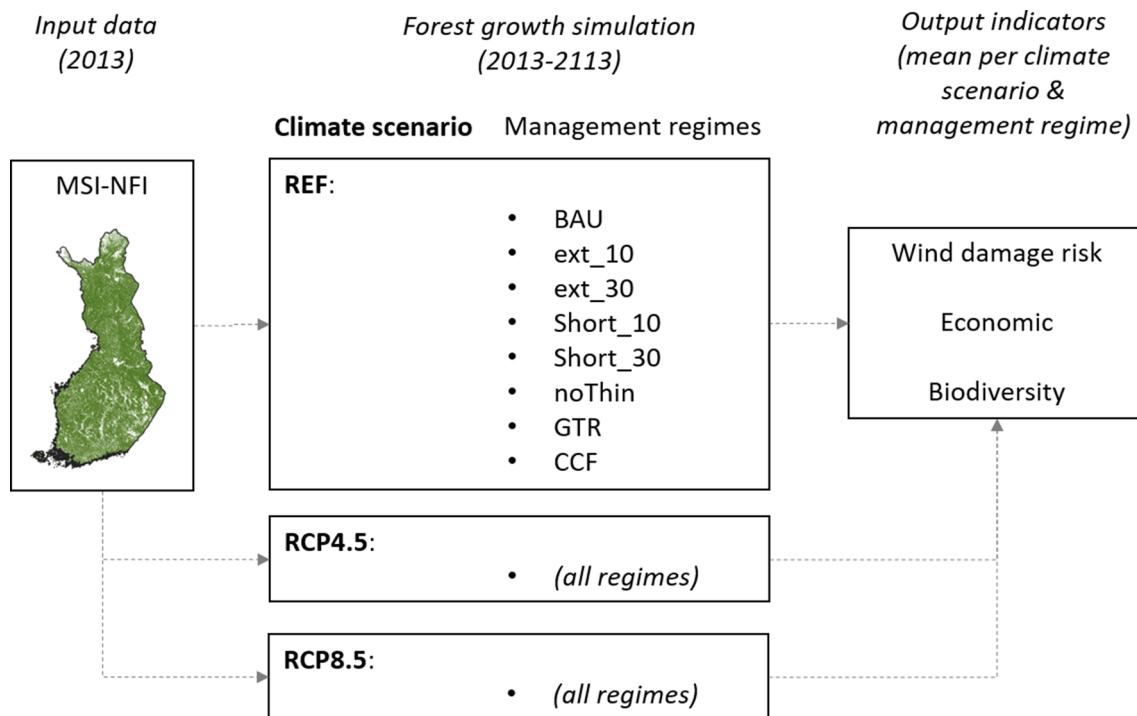 Input data
(2013)
Forest growth simulation
(2013-2113)
Output indicators
(mean per climate
scenario &
management regime)
Climate scenario
Management regimes
MSI-NFI
REF:
• BAU
• ext_10
• ext_30
• Short_10
• Short_30
• noThin
• GTR
• CCF
Wind damage risk
Economic
Biodiversity
RCP4.5:
• (all regimes)
RCP8.5:
• (all regimes)